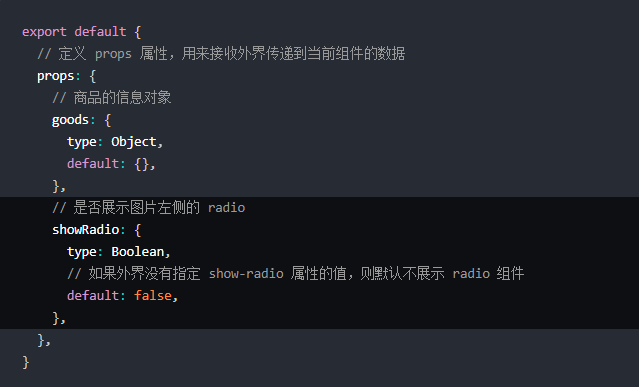 export default {
  // 定义 props 属性，用来接收外界传递到当前组件的数据
  props: {
    // 商品的信息对象
    goods: {
      type: Object,
      default: {},
    },
    // 是否展示图片左侧的 radio
    showRadio: {
      type: Boolean,
      // 如果外界没有指定 show-radio 属性的值，则默认不展示 radio 组件
      default: false,
    },
  },
}